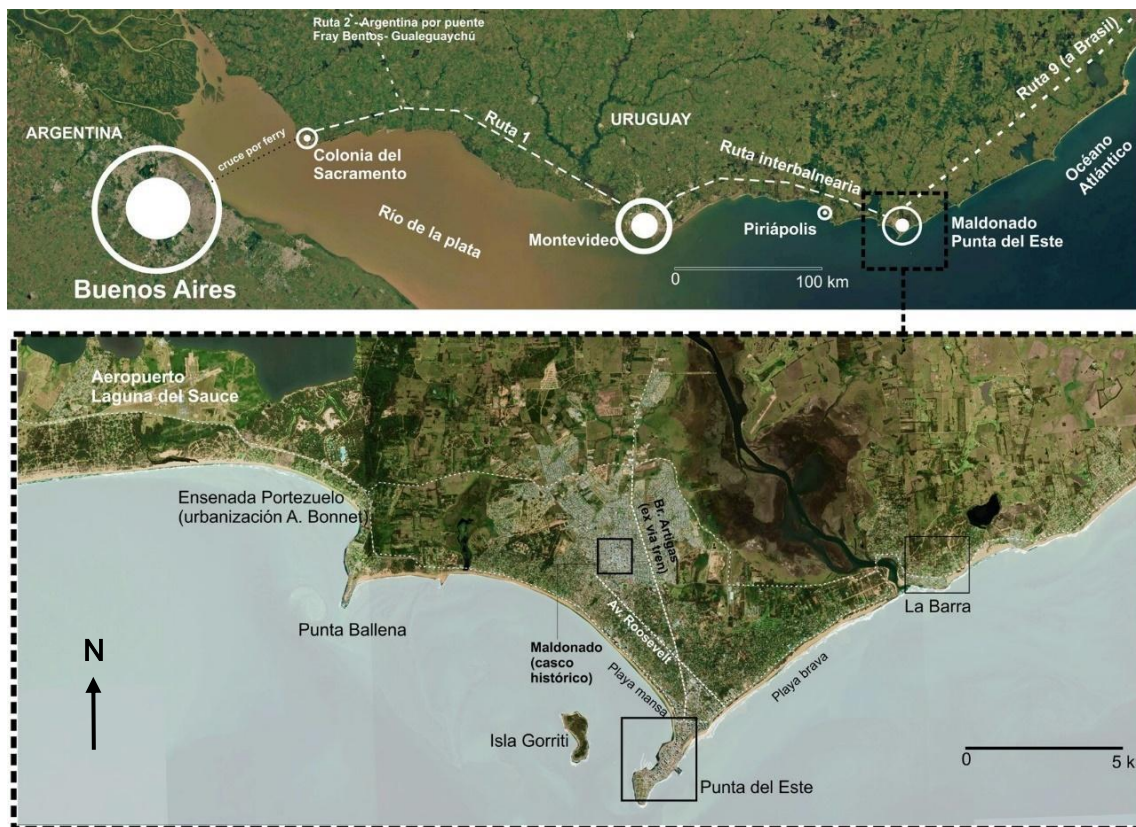 Ruta 2 - Argentina por puente
Fray Bentos- Gualeguaychú
ARGENTINA
cruce por ferry
Colonia del
Sacramento
Ruta 1
URUGUAY
Ruta 9 (a Brasil)
Ruta interbalnearia
Océano
Atlántico
Río de la plata
Montevideo
Piriápolis
Maldonado
Punta del Este
Buenos Aires
0
100 km
Aeropuerto
Laguna del Sauce
Ensenada Portezuelo
(urbanización A. Bonnet)
Br. Artigas
(ex vía tren)
La Barra
Punta Ballena
Av. Roosevelt
N
Maldonado
(casco
histórico)
Playa mansa
Playa brava
Isla Gorriti
Punta del Este
0
5 k